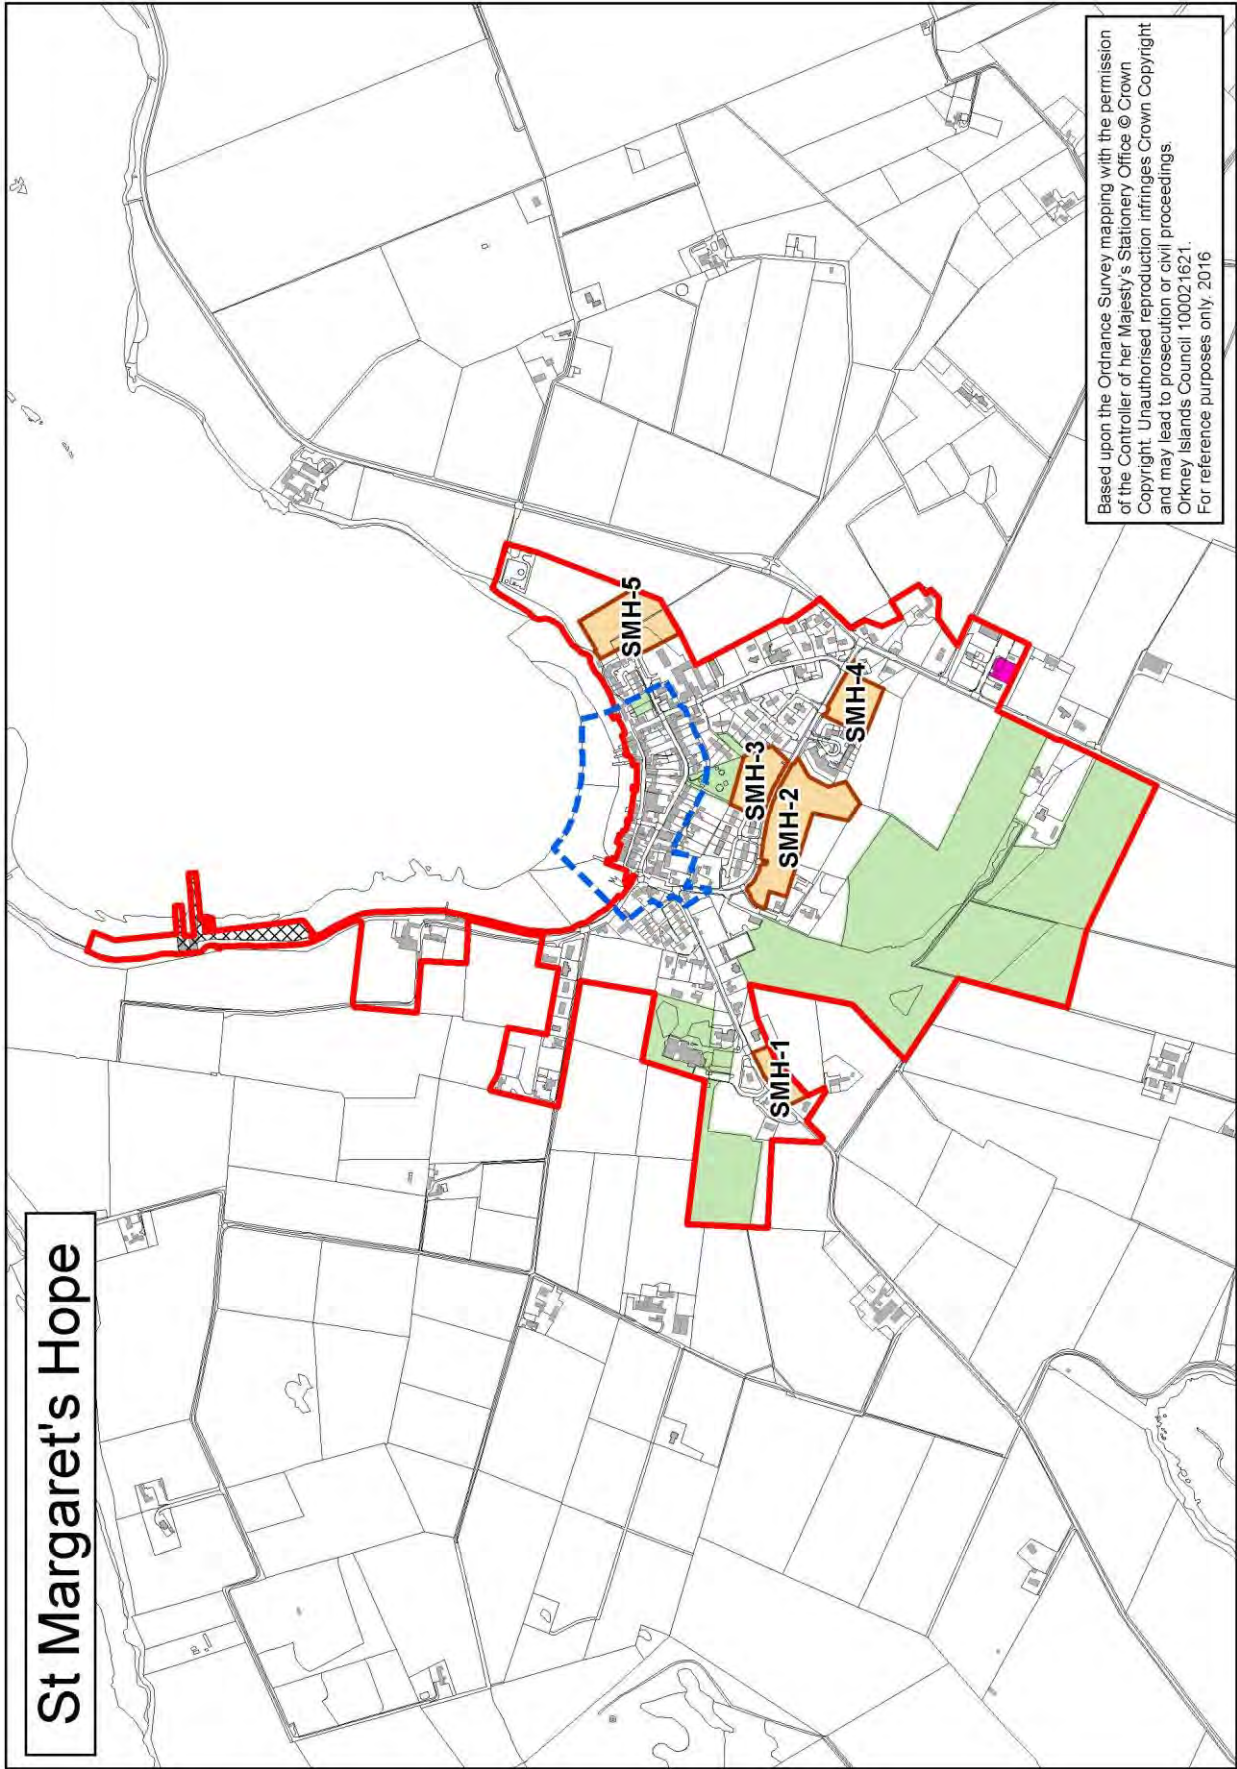 St Margaret's Hope
SMH-5
SMH-4
SMH-3
SMH-2
SMH-1
Based upon the Ordnance Survey mapping with the permission
of the Controller of her Majesty's Stationery Office © Crown
Copyright. Unauthorised reproduction infringes Crown Copyright
and may lead to prosecution or civil proceedings.
Orkney Islands Council 100021621.
For reference purposes only. 2016